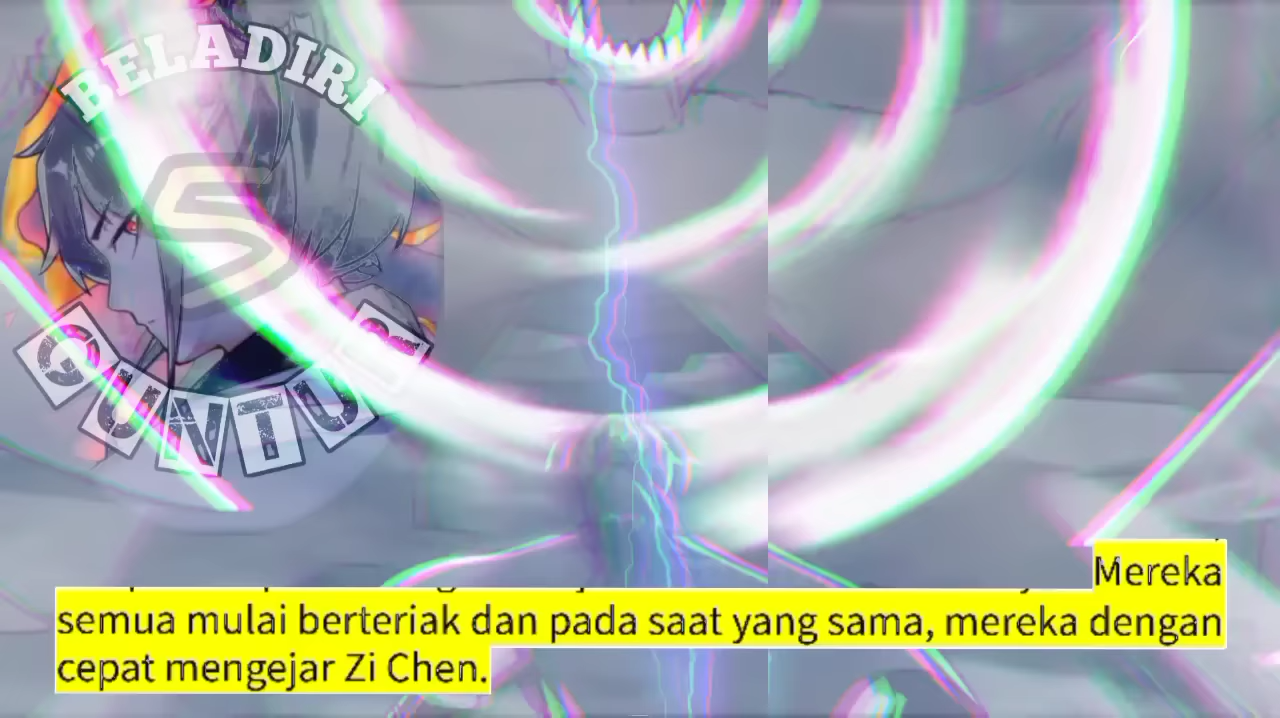 BELADIRI
S
GUNTUR
Mereka
semua mulai berteriak dan pada saat yang sama, mereka dengan
cepat mengejar Zi Chen.